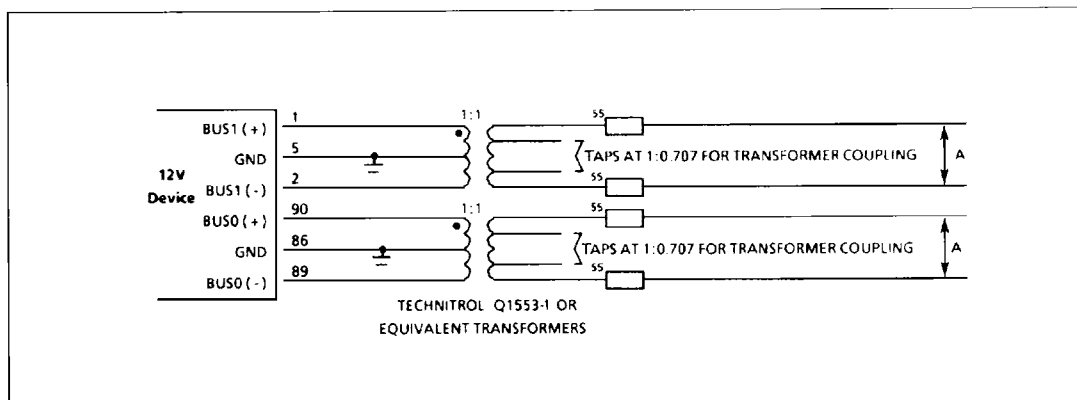 1 1:1 55
BUS1 (+)
5 TAPS AT 1:0.707 FOR TRANSFORMER COUPLING A
GND
12V
Device
2
BUS1 (-) 55
90 1:1 55
BUS0 (+)
86
GND TAPS AT 1:0.707 FOR TRANSFORMER COUPLING A
89 55
BUS0 (-)
TECHNITROL Q1553-1 OR
EQUIVALENT TRANSFORMERS